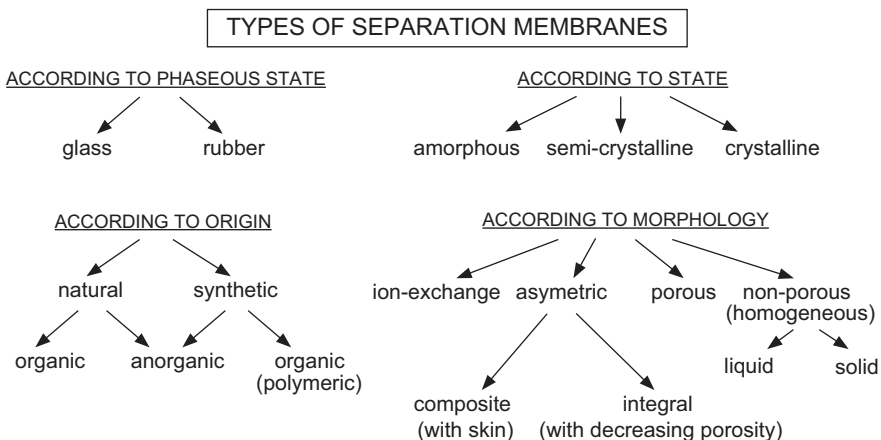 TYPES OF SEPARATION MEMBRANES
ACCORDING TO PHASEOUS STATE
glass rubber
ACCORDING TO STATE
amorphous semi-crystalline crystalline
ACCORDING TO ORIGIN
natural synthetic
organic anorganic organic
(polymeric)
ACCORDING TO MORPHOLOGY
ion-exchange asymetric porous non-porous
(homogeneous)
liquid solid
composite integral
(with skin) (with decreasing porosity)